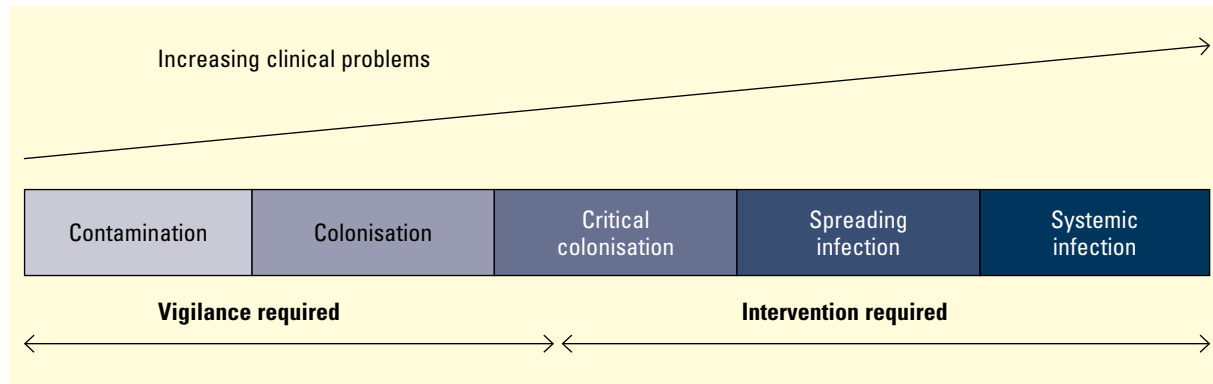 Increasing clinical problems
Contamination
Colonisation
Critical
colonisation
Spreading
infection
Systemic
infection
Vigilance required
Intervention required